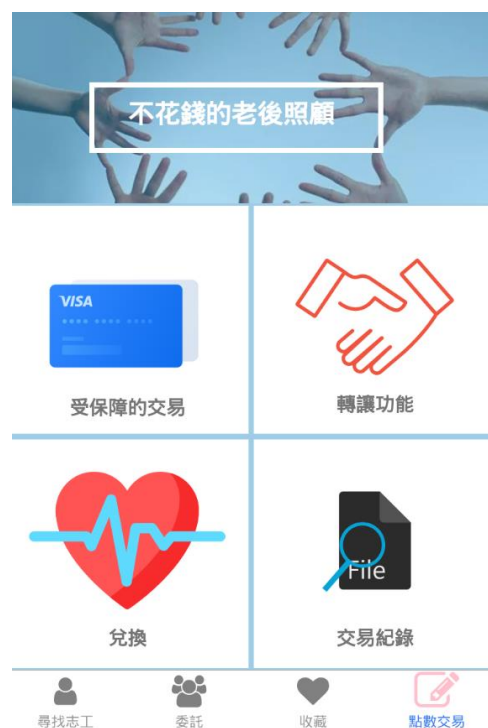 不花錢的老後照顧
VISA
受保障的交易
轉讓功能
File
兌換
交易紀錄
尋找志工
委託
收藏
點數交易